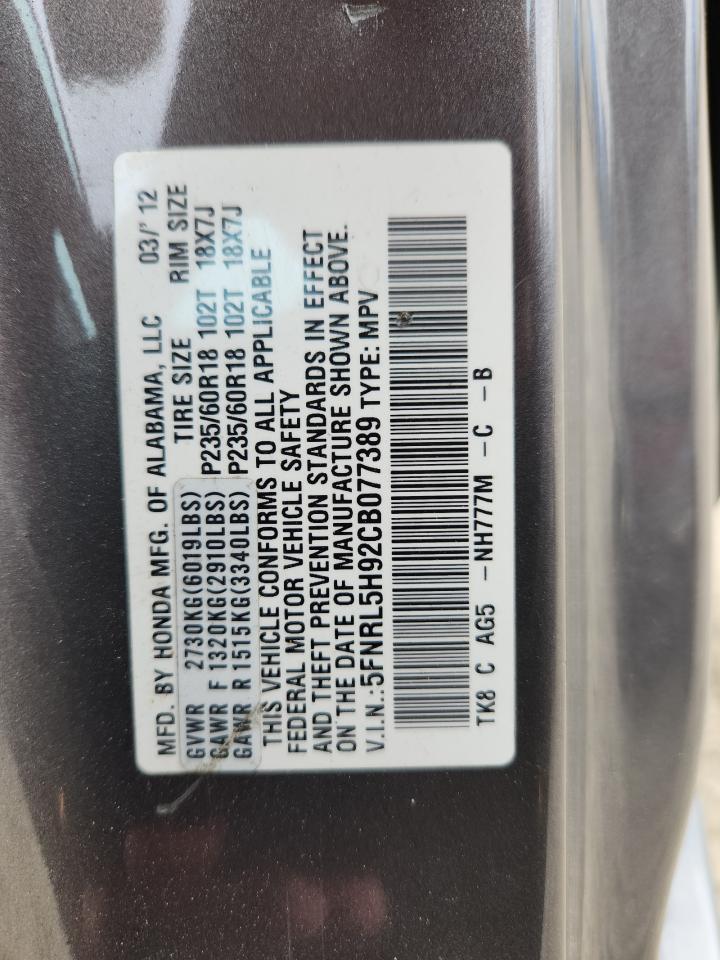 MFD. BY HONDA MFG. OF ALABAMA, LLC 03/'12
TIRE SIZE RIM SIZE
GVWR 2730KG(6019LBS)
GAWR F 1320KG(2910LBS) P235/60R18 102T 18X7J
GAWR R 1515KG(3340LBS) P235/60R18 102T 18X7J
THIS VEHICLE CONFORMS TO ALL APPLICABLE
FEDERAL MOTOR VEHICLE SAFETY
AND THEFT PREVENTION STANDARDS IN EFFECT
ON THE DATE OF MANUFACTURE SHOWN ABOVE.
V.I.N.:5FNRL5H92CB077389 TYPE: MPV
TK8 C AG5 -NH777M -C -B